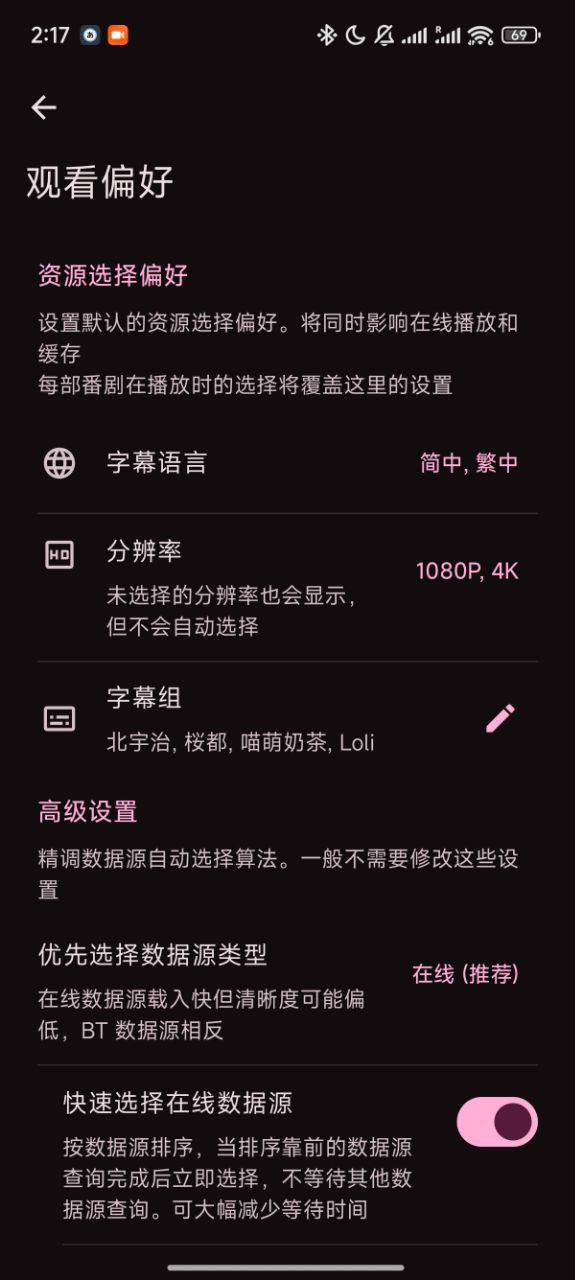 2:17
R
6
69
观看偏好
资源选择偏好
设置默认的资源选择偏好。将同时影响在线播放和
缓存
每部番剧在播放时的选择将覆盖这里的设置
字幕语言
简中, 繁中
HD
分辨率
1080P, 4K
未选择的分辨率也会显示，
但不会自动选择
字幕组
北宇治, 桜都, 喵萌奶茶, Loli
高级设置
精调数据源自动选择算法。一般不需要修改这些设
置
优先选择数据源类型
在线 (推荐)
在线数据源载入快但清晰度可能偏
低，BT 数据源相反
快速选择在线数据源
按数据源排序，当排序靠前的数据源
查询完成后立即选择，不等待其他数
据源查询。可大幅减少等待时间